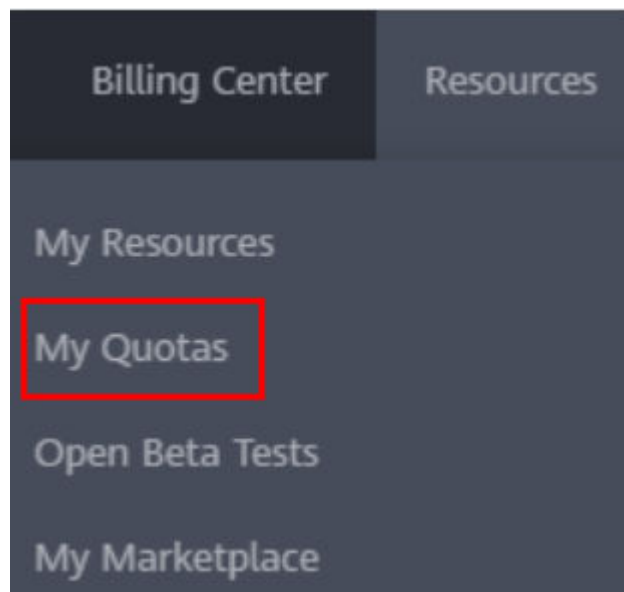 Billing Center Resources
My Resources
My Quotas
Open Beta Tests
My Marketplace